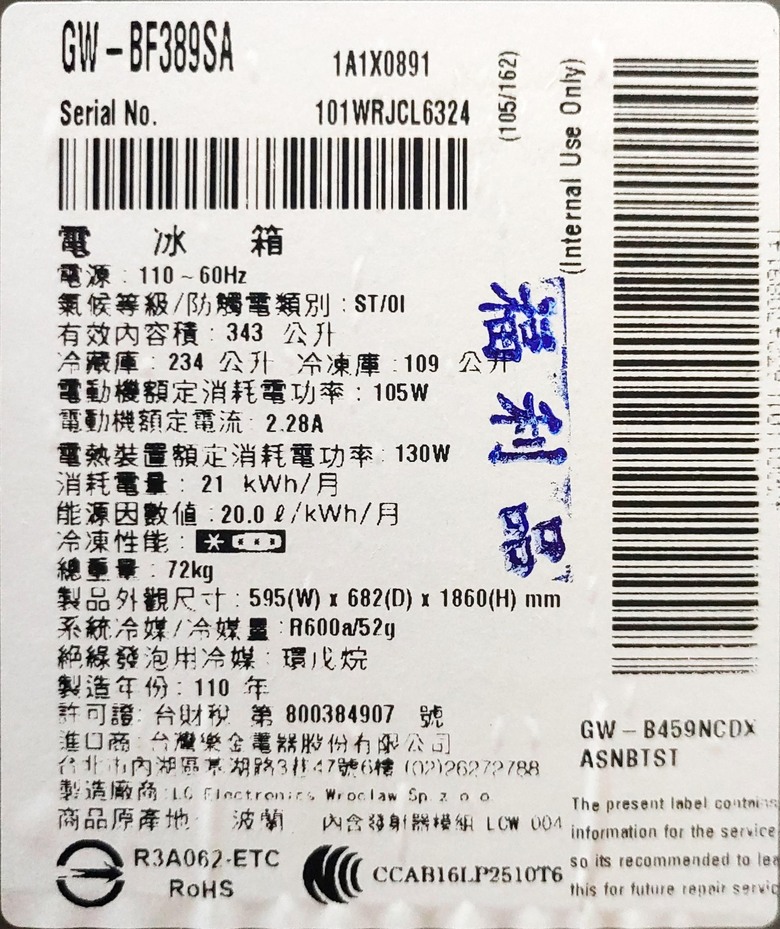 GW-BF389SA
1A1X0891
Serial No. 101WRJCL6324
(105/162)
(Internal Use Only)
電冰箱
電源 : 110 ~ 60Hz
氣候等級/防觸電類別 : ST/0I
有效內容積 : 343 公升
冷藏庫 : 234 公升 冷凍庫 : 109 公升
電動機額定消耗電功率 : 105W
電動機額定電流 : 2.28A
電熱裝置額定消耗電功率 : 130W
消耗電量 : 21 kWh/月
能源因數值 : 20.0 ℓ/kWh/月
冷凍性能 :
總重量 : 72kg
製品外觀尺寸 : 595(W) x 682(D) x 1860(H) mm
系統冷媒/冷媒量 : R600a/52g
絕緣發泡用冷媒 : 環戊烷
製造年份 : 110 年
許可證 : 台財稅 第 800384907 號
進口商 : 台灣樂金電器股份有限公司
台北市內湖區基湖路3巷47號6樓 (02)26272788
製造廠商 : LG Electronics Wroclaw Sp. z o o
商品原產地 波蘭 內含發射器模組 LCW 004
R3A062-ETC
RoHS
CCAB16LP2510T6
福利品
GW-B459NCDX
ASNBTST
The present label contains
information for the service
so its recommended to lea
this for future repair servic